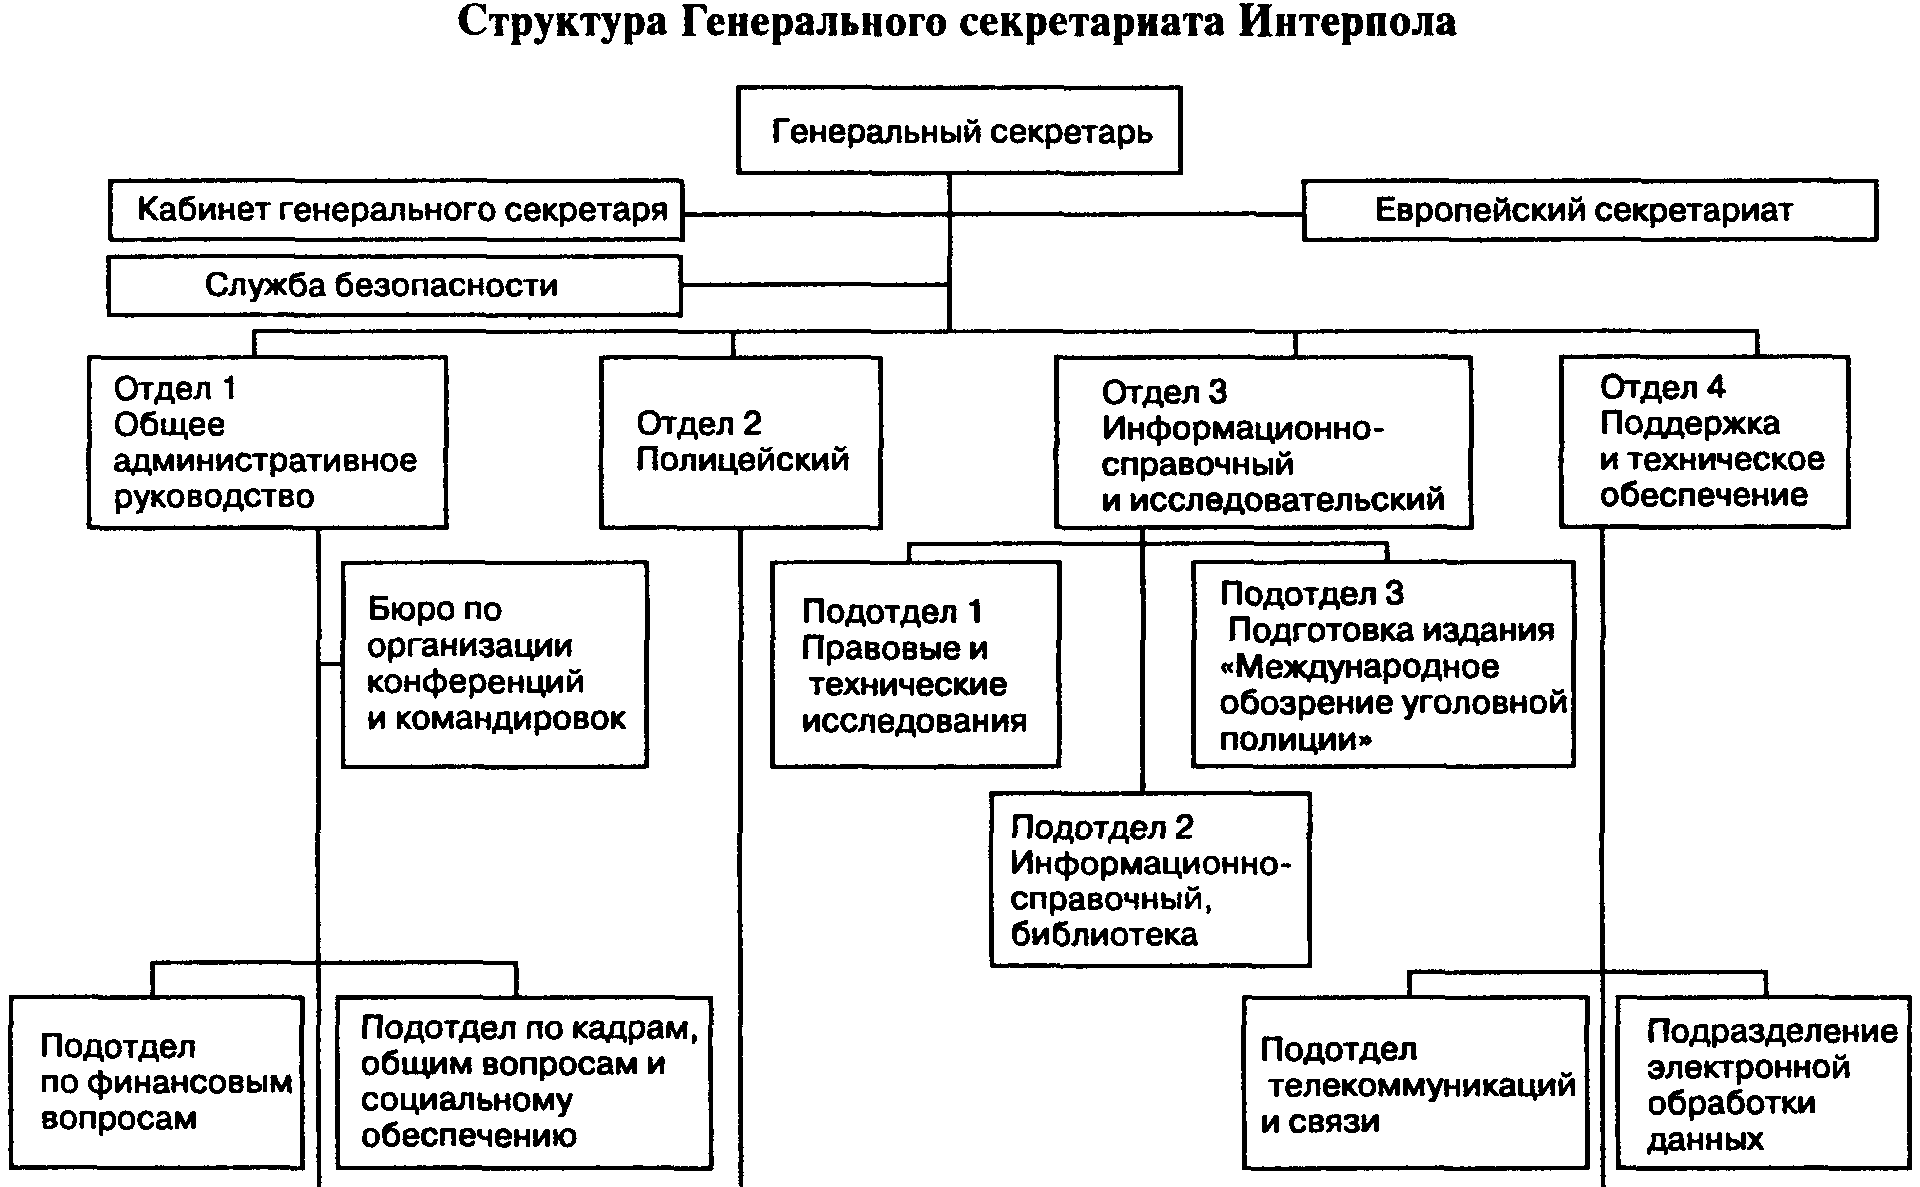 Структура Генерального секретариата Интерпола
Генеральный секретарь
Кабинет генерального секретаря
Европейский секретариат
Служба безопасности
Отдел 1
Общее
административное
руководство
Отдел 2
Полицейский
Отдел 3
Информационно-
справочный
и исследовательский
Отдел 4
Поддержка
и техническое
обеспечение
Бюро по
организации
конференций
и командировок
Подотдел 1
Правовые и
технические
исследования
Подотдел 3
Подготовка издания
«Международное
обозрение уголовной
полиции»
Подотдел 2
Информационно-
справочный,
библиотека
Подотдел
по финансовым
вопросам
Подотдел по кадрам,
общим вопросам и
социальному
обеспечению
Подотдел
телекоммуникаций
и связи
Подразделение
электронной
обработки
данных